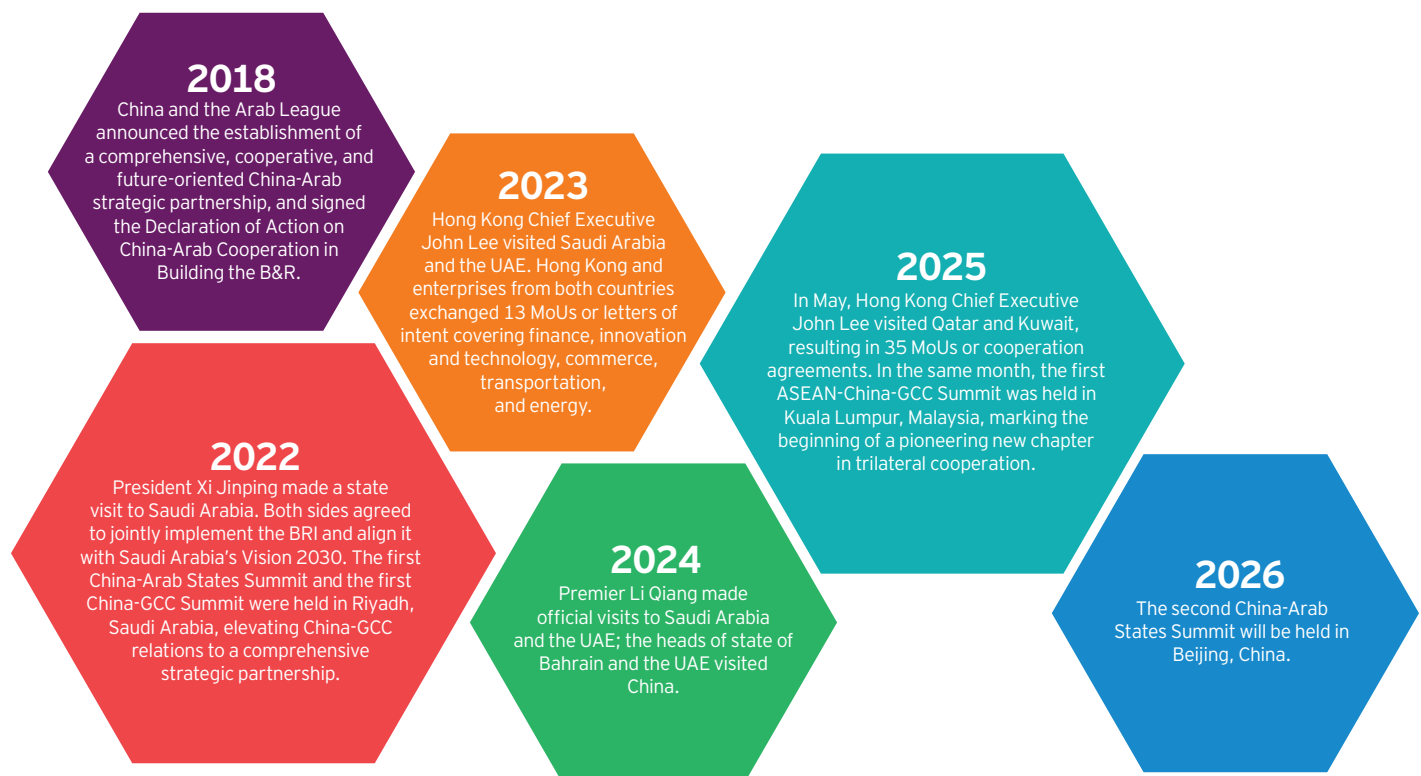 2018
China and the Arab League
announced the establishment of
a comprehensive, cooperative, and
future-oriented China-Arab
strategic partnership, and signed
the Declaration of Action on
China-Arab Cooperation in
Building the B&R.
2022
President Xi Jinping made a state
visit to Saudi Arabia. Both sides agreed
to jointly implement the BRI and align it
with Saudi Arabia's Vision 2030. The first
China-Arab States Summit and the first
China-GCC Summit were held in Riyadh,
Saudi Arabia, elevating China-GCC
relations to a comprehensive
strategic partnership.
2023
Hong Kong Chief Executive
John Lee visited Saudi Arabia
and the UAE. Hong Kong and
enterprises from both countries
exchanged 13 MoUs or letters of
intent covering finance, innovation
and technology, commerce,
transportation,
and energy.
2024
Premier Li Qiang made
official visits to Saudi Arabia
and the UAE; the heads of state of
Bahrain and the UAE visited
China.
2025
In May, Hong Kong Chief Executive
John Lee visited Qatar and Kuwait,
resulting in 35 MoUs or cooperation
agreements. In the same month, the first
ASEAN-China-GCC Summit was held in
Kuala Lumpur, Malaysia, marking the
beginning of a pioneering new chapter
in trilateral cooperation.
2026
The second China-Arab
States Summit will be held in
Beijing, China.